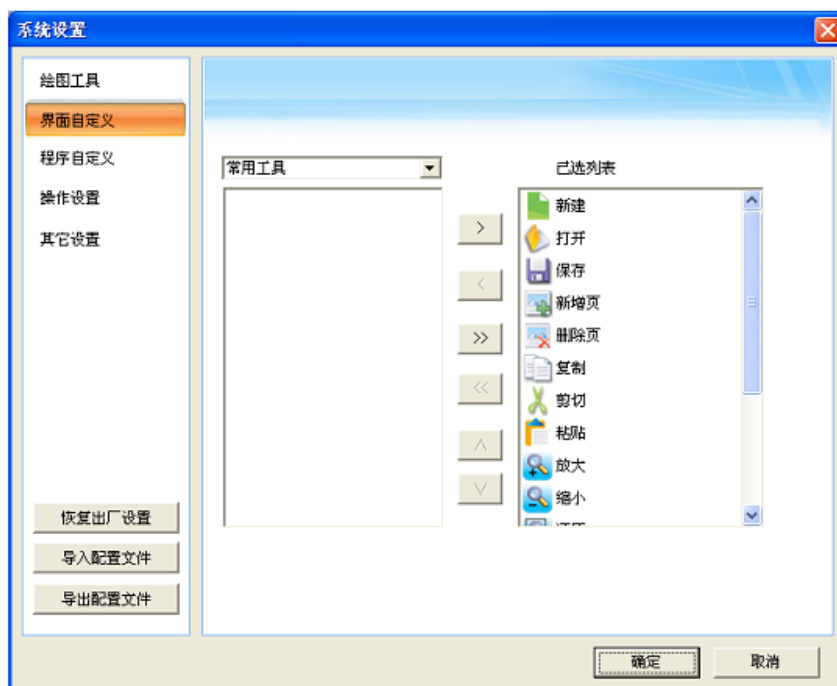 系统设置
绘图工具
界面自定义
程序自定义
操作设置
其它设置
恢复出厂设置
导入配置文件
导出配置文件
常用工具
>
<
>>
<<
已选列表
新建
打开
保存
新增页
删除页
复制
剪切
粘贴
放大
缩小
确定
取消